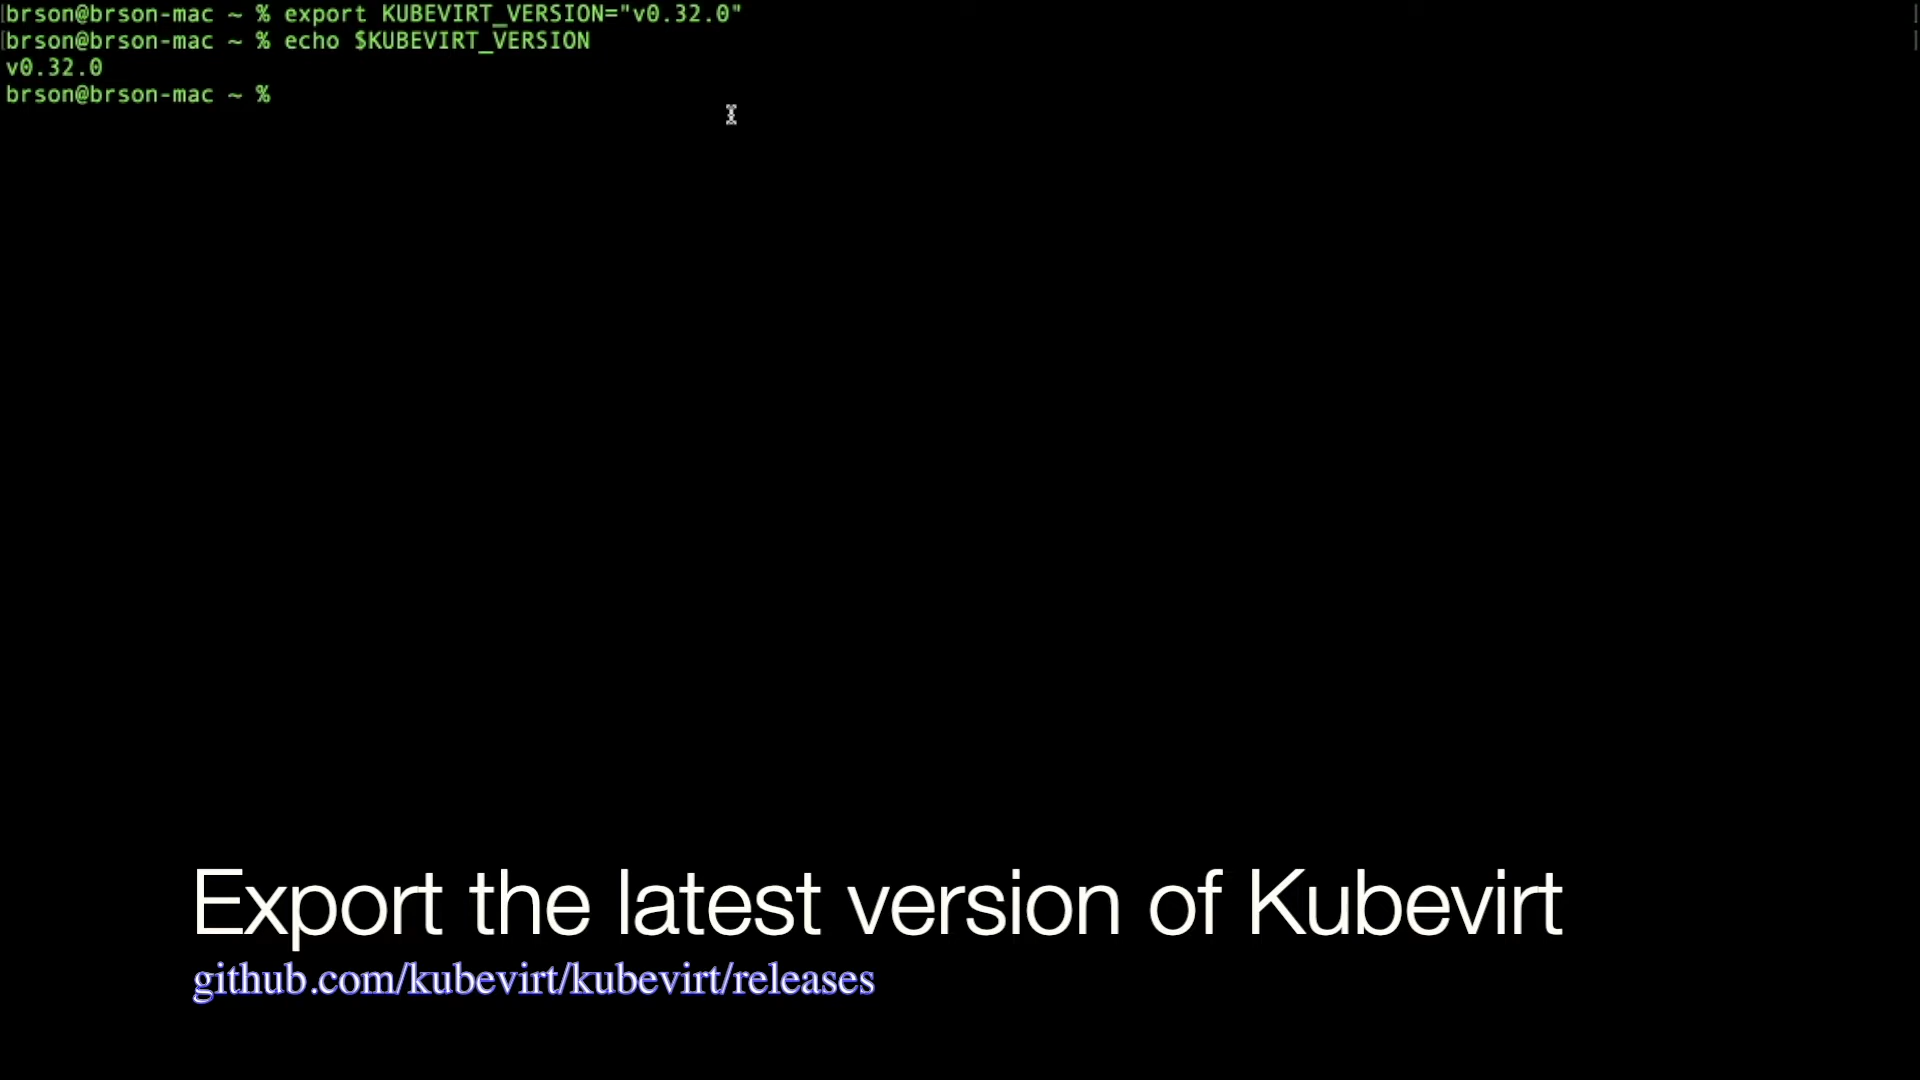 brson@brson-mac ~ % export KUBEVIRT_VERSION="v0.32.0"
brson@brson-mac ~ % echo $KUBEVIRT_VERSION
v0.32.0
brson@brson-mac ~ %
Export the latest version of Kubevirt
github.com/kubevirt/kubevirt/releases